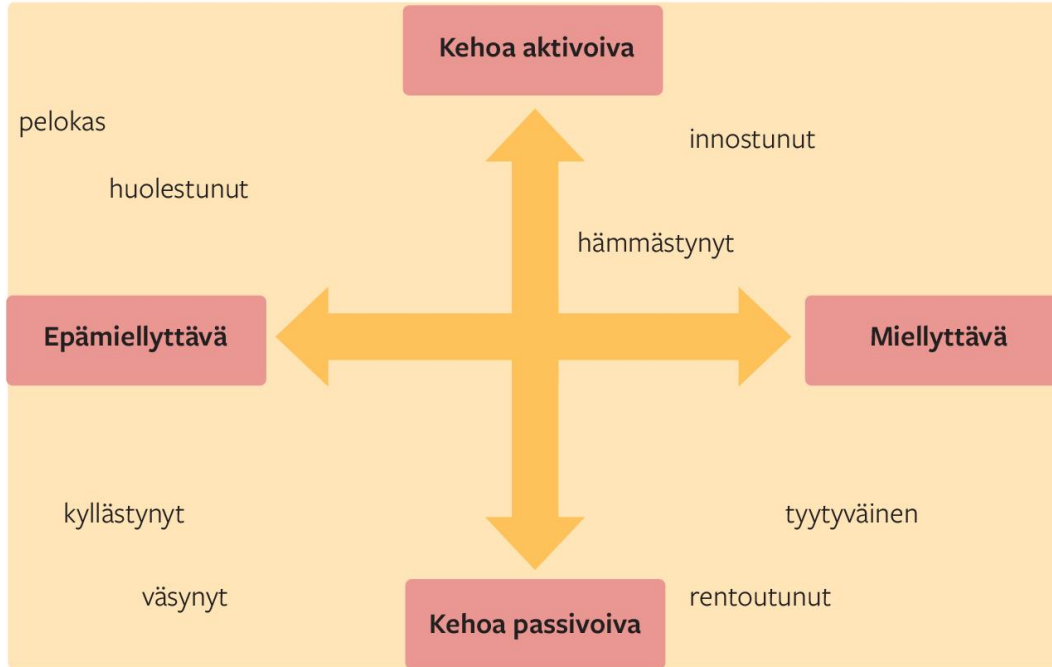 Kehoa aktivoiva
pelokas
innostunut
huolestunut
hämmästynyt
Epämiellyttävä
Miellyttävä
kyllästynyt
tyytyväinen
väsynyt
rentoutunut
Kehoa passivoiva